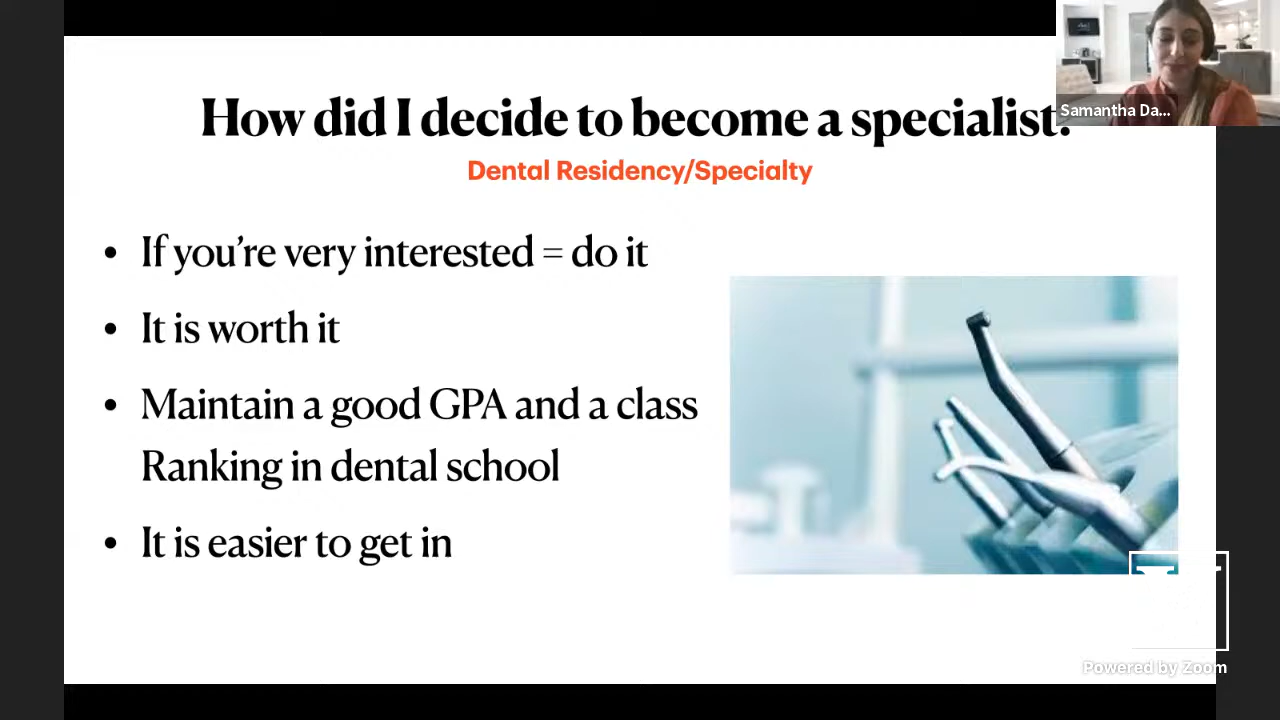 How did I decide to become a specialist?
Samantha Da...
Dental Residency/Specialty
• If you're very interested = do it
• It is worth it
• Maintain a good GPA and a class
Ranking in dental school
• It is easier to get in
Powered by Zoom